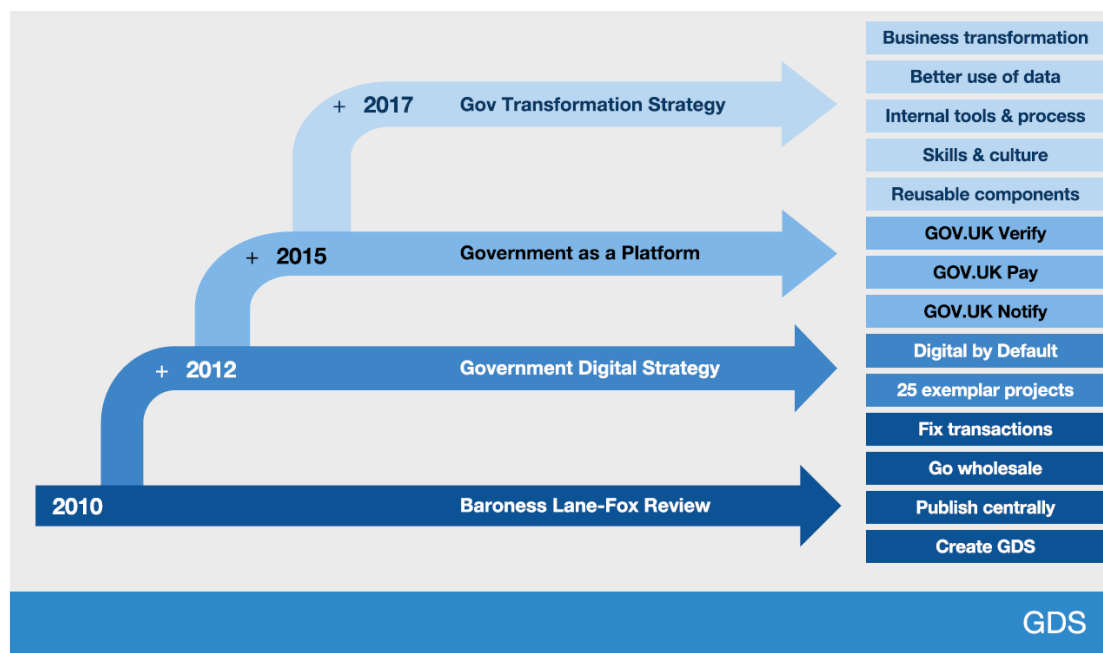 + 2017 Gov Transformation Strategy
+ 2015 Government as a Platform
+ 2012 Government Digital Strategy
2010 Baroness Lane-Fox Review
Business transformation
Better use of data
Internal tools & process
Skills & culture
Reusable components
GOV.UK Verify
GOV.UK Pay
GOV.UK Notify
Digital by Default
25 exemplar projects
Fix transactions
Go wholesale
Publish centrally
Create GDS
GDS